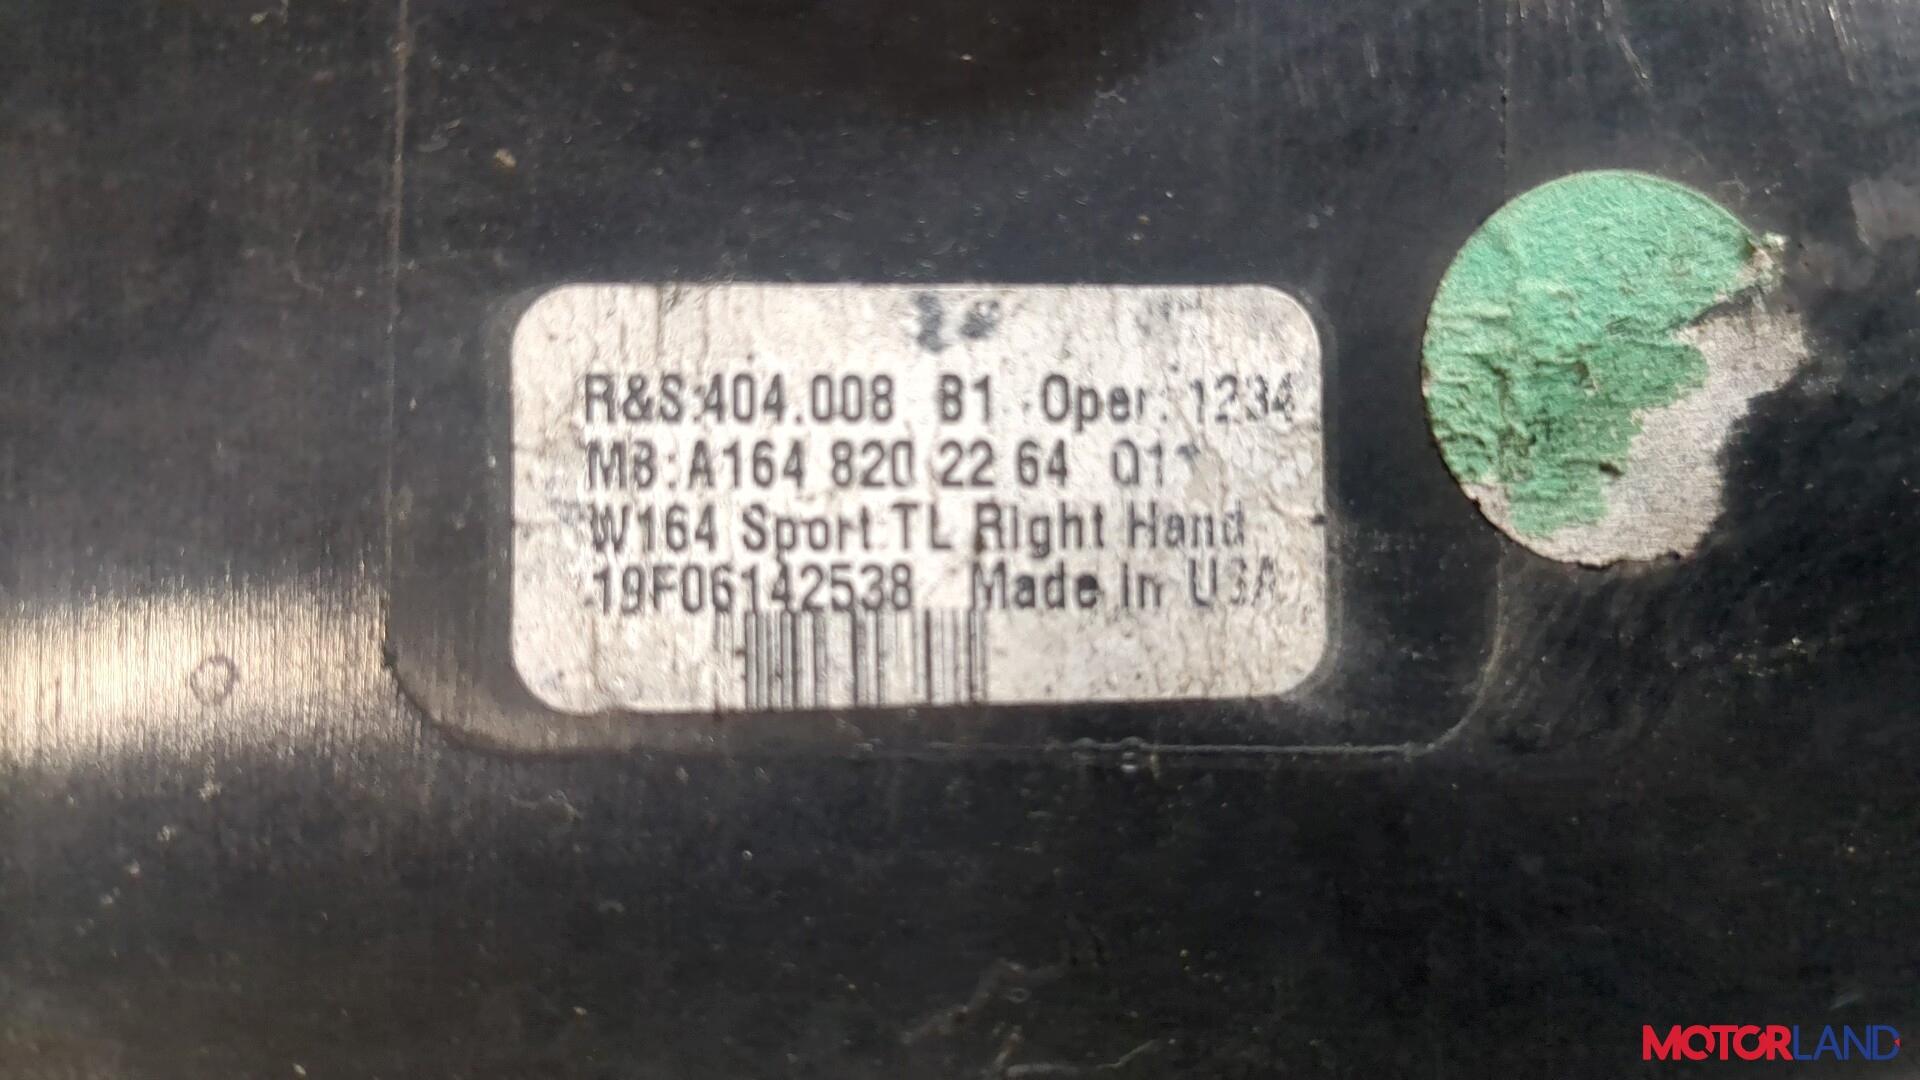 R&S:404.008 B1 Oper: 1234
MB:A164 820 22 64 Q11
W164 Sport TL Right Hand
19F06142538 Made In USA
MOTORLAND